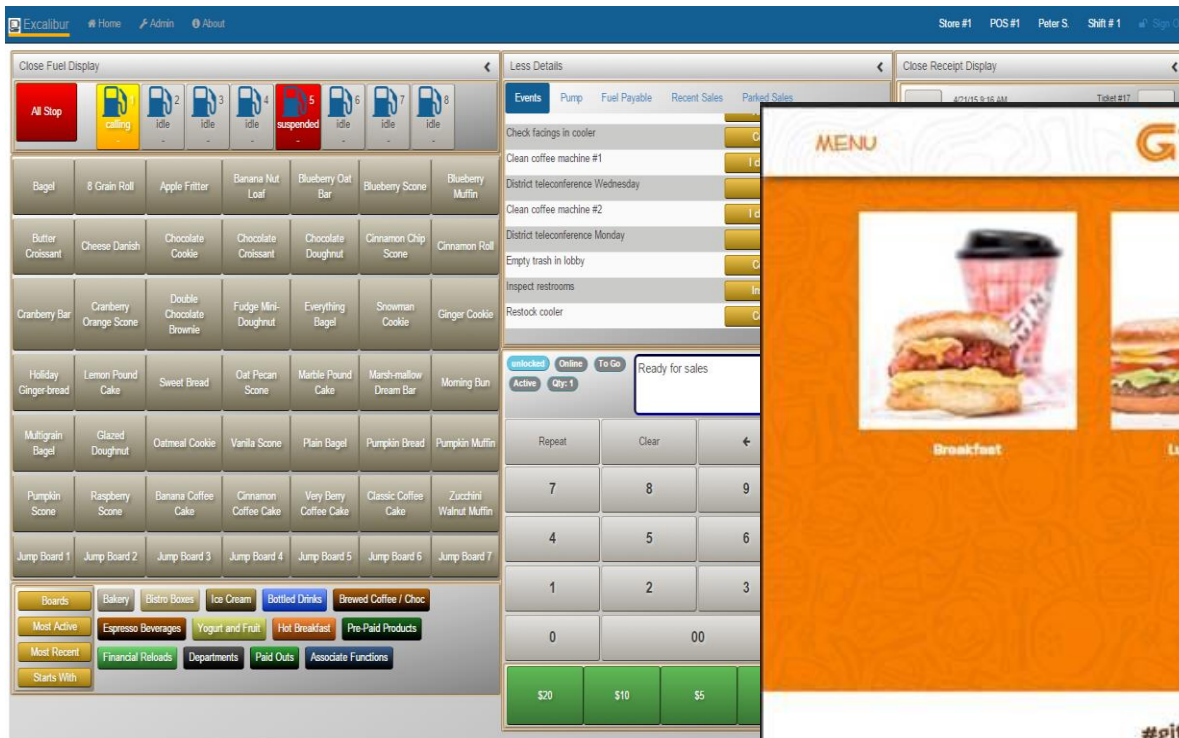 Excalibur Home Admin About Store #1 POS #1 Peter S. Shift # 1
Close Fuel Display
All Stop
1 calling -
2 idle -
3 idle -
4 idle -
5 suspended -
6 idle -
7 idle -
8 idle -
Bagel 8 Grain Roll Apple Fritter Banana Nut Loaf Blueberry Oat Bar Blueberry Scone Blueberry Muffin
Butter Croissant Cheese Danish Chocolate Cookie Chocolate Croissant Chocolate Doughnut Cinnamon Chip Scone Cinnamon Roll
Cranberry Bar Cranberry Orange Scone Double Chocolate Brownie Fudge Mini-Doughnut Everything Bagel Snowman Cookie Ginger Cookie
Holiday Ginger-bread Lemon Pound Cake Sweet Bread Oat Pecan Scone Marble Pound Cake Marsh-mallow Dream Bar Morning Bun
Multigrain Bagel Glazed Doughnut Oatmeal Cookie Vanilla Scone Plain Bagel Pumpkin Bread Pumpkin Muffin
Pumpkin Scone Raspberry Scone Banana Coffee Cake Cinnamon Coffee Cake Very Berry Coffee Cake Classic Coffee Cake Zucchini Walnut Muffin
Jump Board 1 Jump Board 2 Jump Board 3 Jump Board 4 Jump Board 5 Jump Board 6 Jump Board 7
Boards Bakery Bistro Boxes Ice Cream Bottled Drinks Brewed Coffee / Choc
Most Active Espresso Beverages Yogurt and Fruit Hot Breakfast Pre-Paid Products
Most Recent Financial Reloads Departments Paid Outs Associate Functions
Starts With
Less Details
Events Pump Fuel Payable Recent Sales Parked Sales
Check facings in cooler
Clean coffee machine #1
District teleconference Wednesday
Clean coffee machine #2
District teleconference Monday
Empty trash in lobby
Inspect restrooms
Restock cooler
unlocked Online To Go
Active Qty: 1
Ready for sales
Repeat Clear
7 8 9
4 5 6
1 2 3
0 00
$20 $10 $5
Close Receipt Display
4/21/15 9:16 AM Ticket #17
MENU
Breakfast